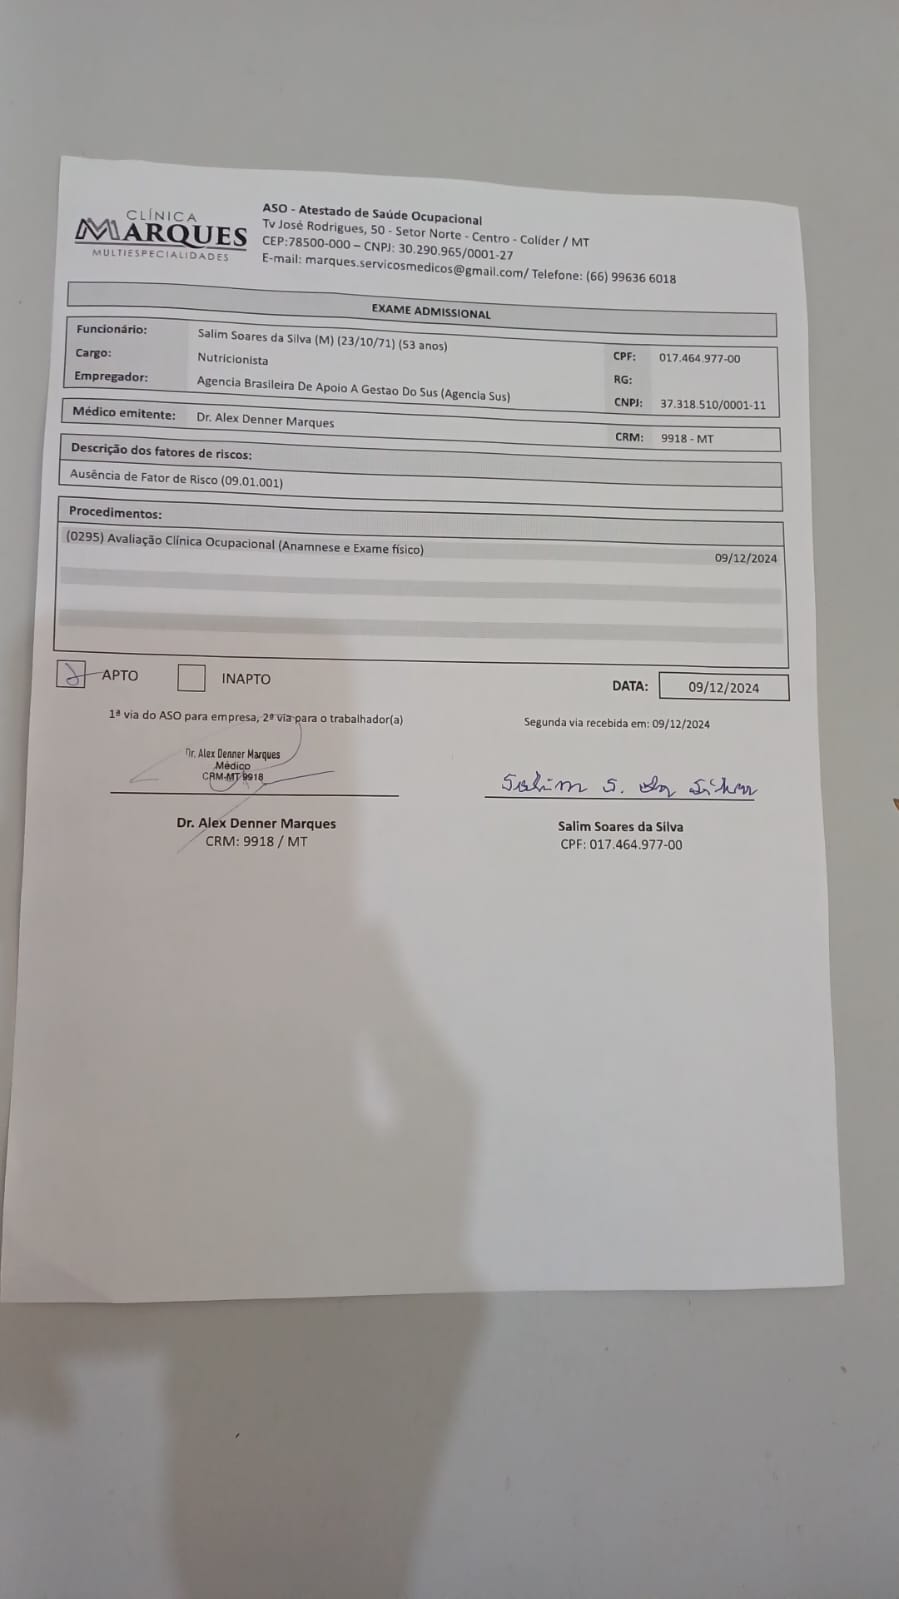 CLÍNICA
MARQUES
MULTIESPECIALIDADES
ASO - Atestado de Saúde Ocupacional
Tv José Rodrigues, 50 - Setor Norte - Centro - Colíder / MT
CEP:78500-000 – CNPJ: 30.290.965/0001-27
E-mail: marques.servicosmedicos@gmail.com/ Telefone: (66) 99636 6018
EXAME ADMISSIONAL
Funcionário: Salim Soares da Silva (M) (23/10/71) (53 anos) CPF: 017.464.977-00
Cargo: Nutricionista RG:
Empregador: Agencia Brasileira De Apoio A Gestao Do Sus (Agencia Sus) CNPJ: 37.318.510/0001-11
Médico emitente: Dr. Alex Denner Marques CRM: 9918 - MT
Descrição dos fatores de riscos:
Ausência de Fator de Risco (09.01.001)
Procedimentos:
(0295) Avaliação Clínica Ocupacional (Anamnese e Exame físico) 09/12/2024
APTO INAPTO DATA: 09/12/2024
1ª via do ASO para empresa, 2ª via para o trabalhador(a) Segunda via recebida em: 09/12/2024
Dr. Alex Denner Marques
Médico
CRM-MT 9918
Salim S. da Silva
Dr. Alex Denner Marques Salim Soares da Silva
CRM: 9918 / MT CPF: 017.464.977-00